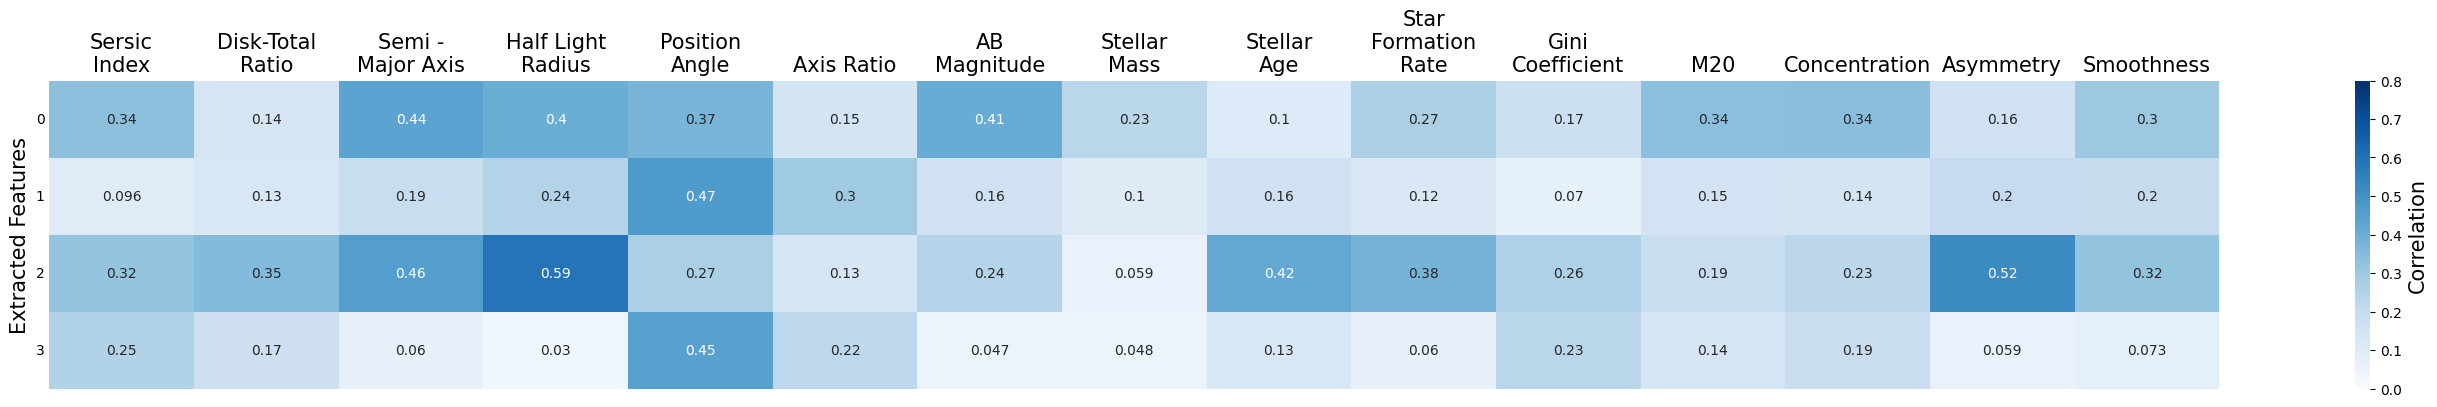 Sersic Index
Disk-Total Ratio
Semi - Major Axis
Half Light Radius
Position Angle
Axis Ratio
AB Magnitude
Stellar Mass
Stellar Age
Star Formation Rate
Gini Coefficient
M20
Concentration
Asymmetry
Smoothness
Extracted Features
0 0.34 0.14 0.44 0.4 0.37 0.15 0.41 0.23 0.1 0.27 0.17 0.34 0.34 0.16 0.3
1 0.096 0.13 0.19 0.24 0.47 0.3 0.16 0.1 0.16 0.12 0.07 0.15 0.14 0.2 0.2
2 0.32 0.35 0.46 0.59 0.27 0.13 0.24 0.059 0.42 0.38 0.26 0.19 0.23 0.52 0.32
3 0.25 0.17 0.06 0.03 0.45 0.22 0.047 0.048 0.13 0.06 0.23 0.14 0.19 0.059 0.073
0.8
0.7
0.6
0.5
0.4
0.3
0.2
0.1
0.0
Correlation